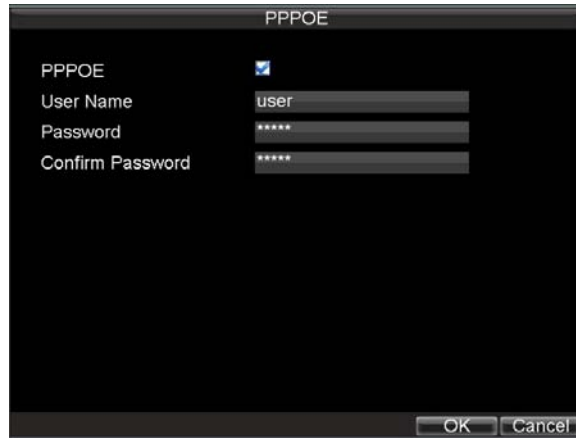 PPPOE
PPPOE
User Name user
Password *****
Confirm Password *****
OK Cancel